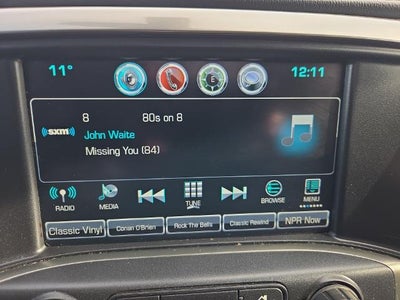 11° 12:11
8 80s on 8
((sxm)) John Waite
Missing You (84)
RADIO MEDIA TUNE BROWSE MENU
Classic Vinyl Conan O'Brien Rock The Bells Classic Rewind NPR Now